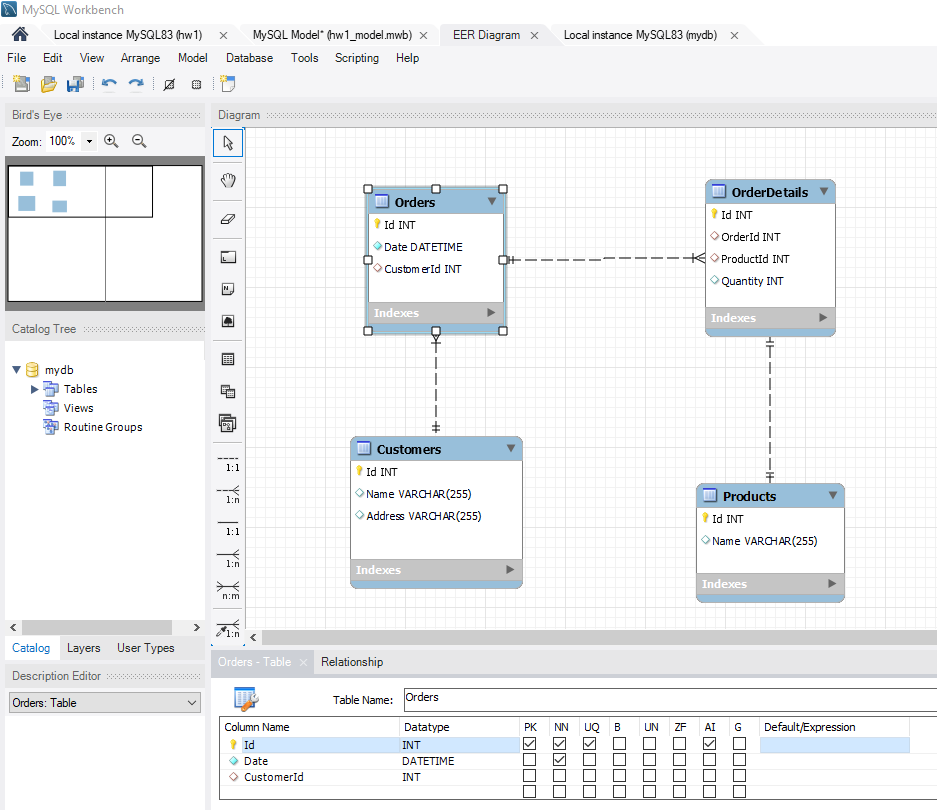 MySQL Workbench
Local instance MySQL83 (hw1) MySQL Model* (hw1_model.mwb) EER Diagram Local instance MySQL83 (mydb)
File Edit View Arrange Model Database Tools Scripting Help
Bird's Eye
Zoom: 100%
Catalog Tree
mydb
Tables
Views
Routine Groups
Catalog Layers User Types
Description Editor
Orders: Table
Diagram
1:1
1:n
1:1
1:n
n:m
1:n
Orders
Id INT
Date DATETIME
CustomerId INT
Indexes
OrderDetails
Id INT
OrderId INT
ProductId INT
Quantity INT
Indexes
Customers
Id INT
Name VARCHAR(255)
Address VARCHAR(255)
Indexes
Products
Id INT
Name VARCHAR(255)
Indexes
Orders - Table Relationship
Table Name: Orders
Column Name Datatype PK NN UQ B UN ZF AI G Default/Expression
Id INT
Date DATETIME
CustomerId INT